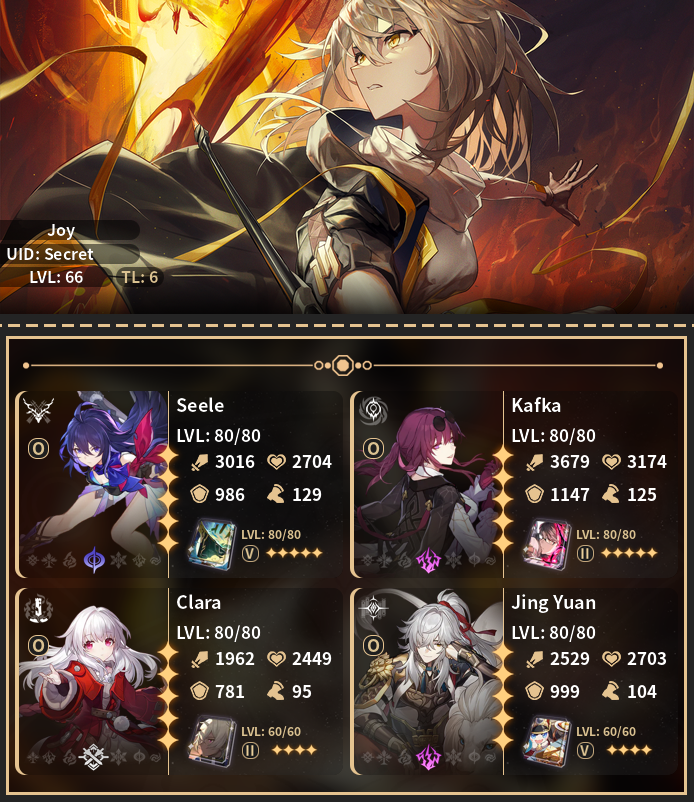 Joy
UID: Secret
LVL: 66
TL: 6
Seele
LVL: 80/80
3016 2704
986 129
LVL: 80/80
V
O
Kafka
LVL: 80/80
3679 3174
1147 125
LVL: 80/80
II
O
Clara
LVL: 80/80
1962 2449
781 95
LVL: 60/60
II
O
Jing Yuan
LVL: 80/80
2529 2703
999 104
LVL: 60/60
V
O